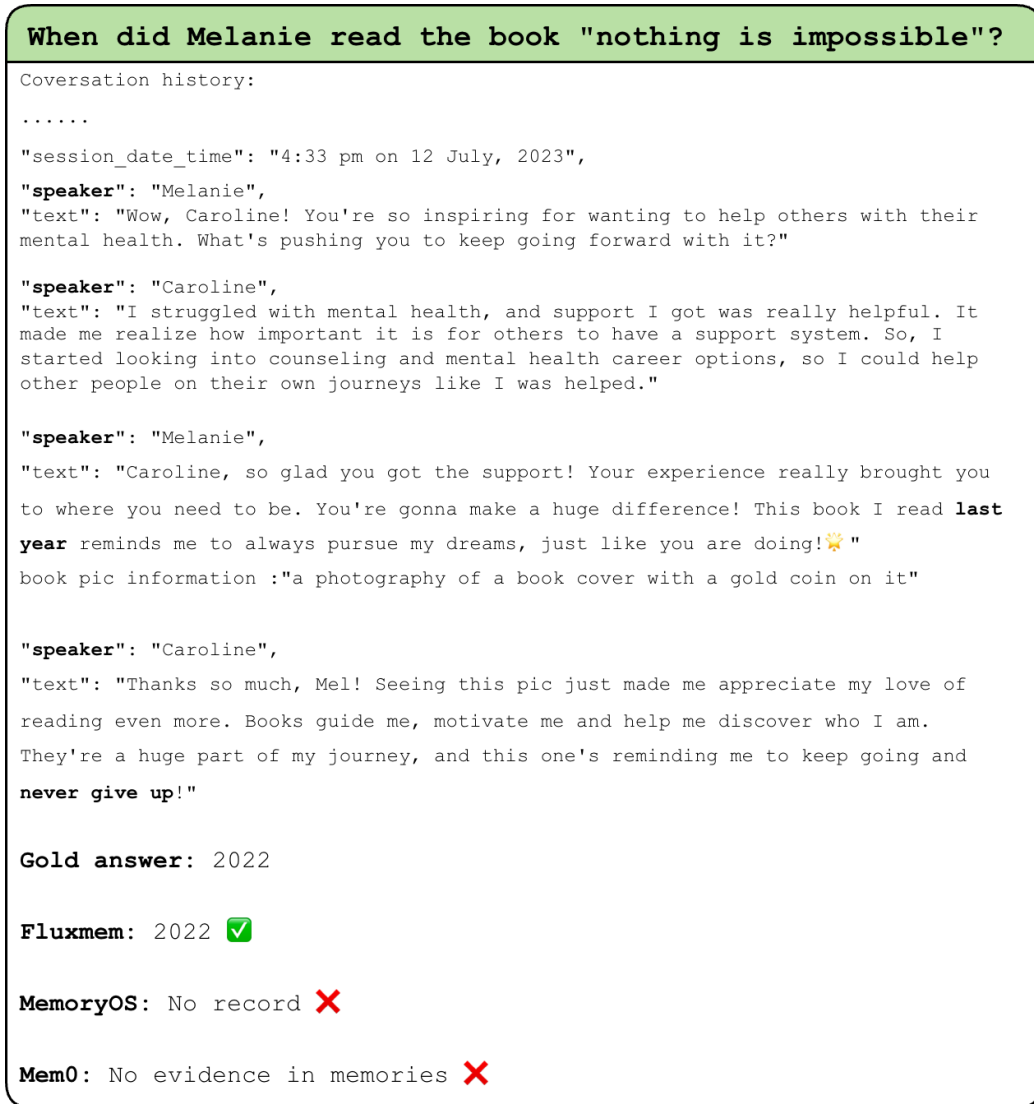 When did Melanie read the book "nothing is impossible"?
Coversation history:
......
"session_date_time": "4:33 pm on 12 July, 2023",
"speaker": "Melanie",
"text": "Wow, Caroline! You're so inspiring for wanting to help others with their
mental health. What's pushing you to keep going forward with it?"
"speaker": "Caroline",
"text": "I struggled with mental health, and support I got was really helpful. It
made me realize how important it is for others to have a support system. So, I
started looking into counseling and mental health career options, so I could help
other people on their own journeys like I was helped."
"speaker": "Melanie",
"text": "Caroline, so glad you got the support! Your experience really brought you
to where you need to be. You're gonna make a huge difference! This book I read last
year reminds me to always pursue my dreams, just like you are doing!🌟 "
book pic information :"a photography of a book cover with a gold coin on it"
"speaker": "Caroline",
"text": "Thanks so much, Mel! Seeing this pic just made me appreciate my love of
reading even more. Books guide me, motivate me and help me discover who I am.
They're a huge part of my journey, and this one's reminding me to keep going and
never give up!"
Gold answer: 2022
Fluxmem: 2022 ✅
MemoryOS: No record ❌
Mem0: No evidence in memories ❌